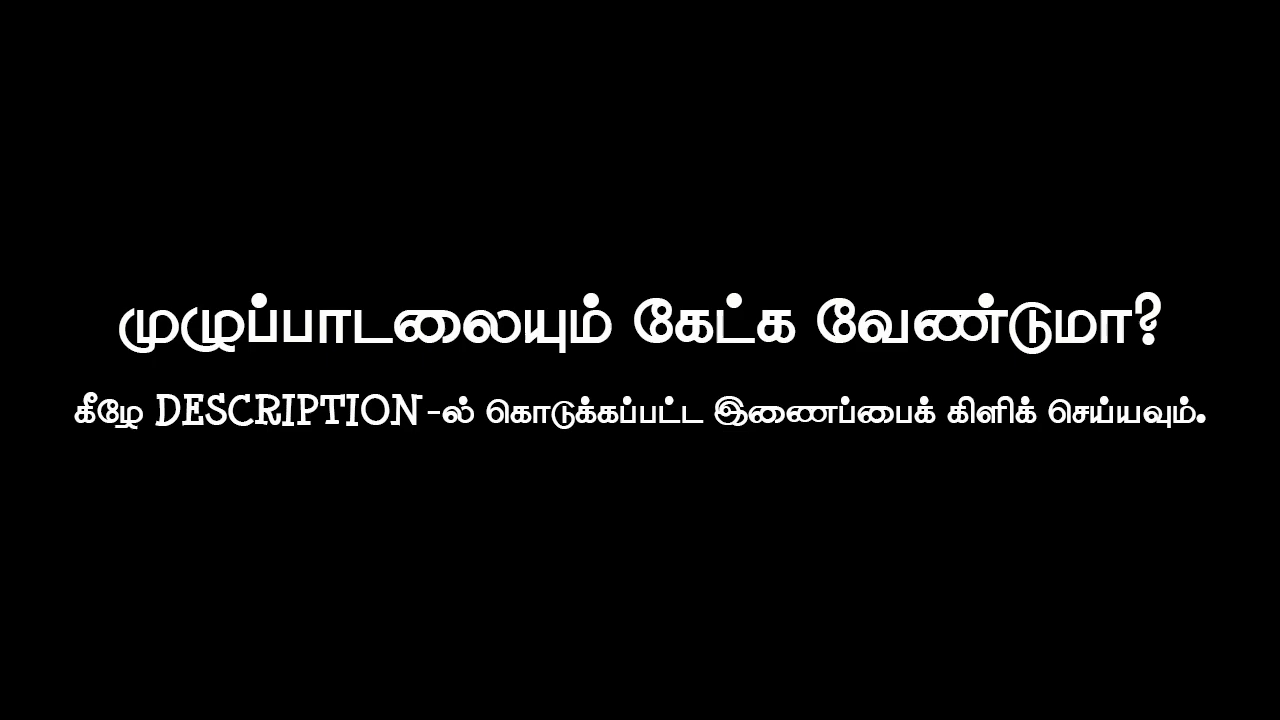 முழுப்பாடலையும் கேட்க வேண்டுமா?
கீழே DESCRIPTION-ல் கொடுக்கப்பட்ட இணைப்பைக் கிளிக் செய்யவும்.